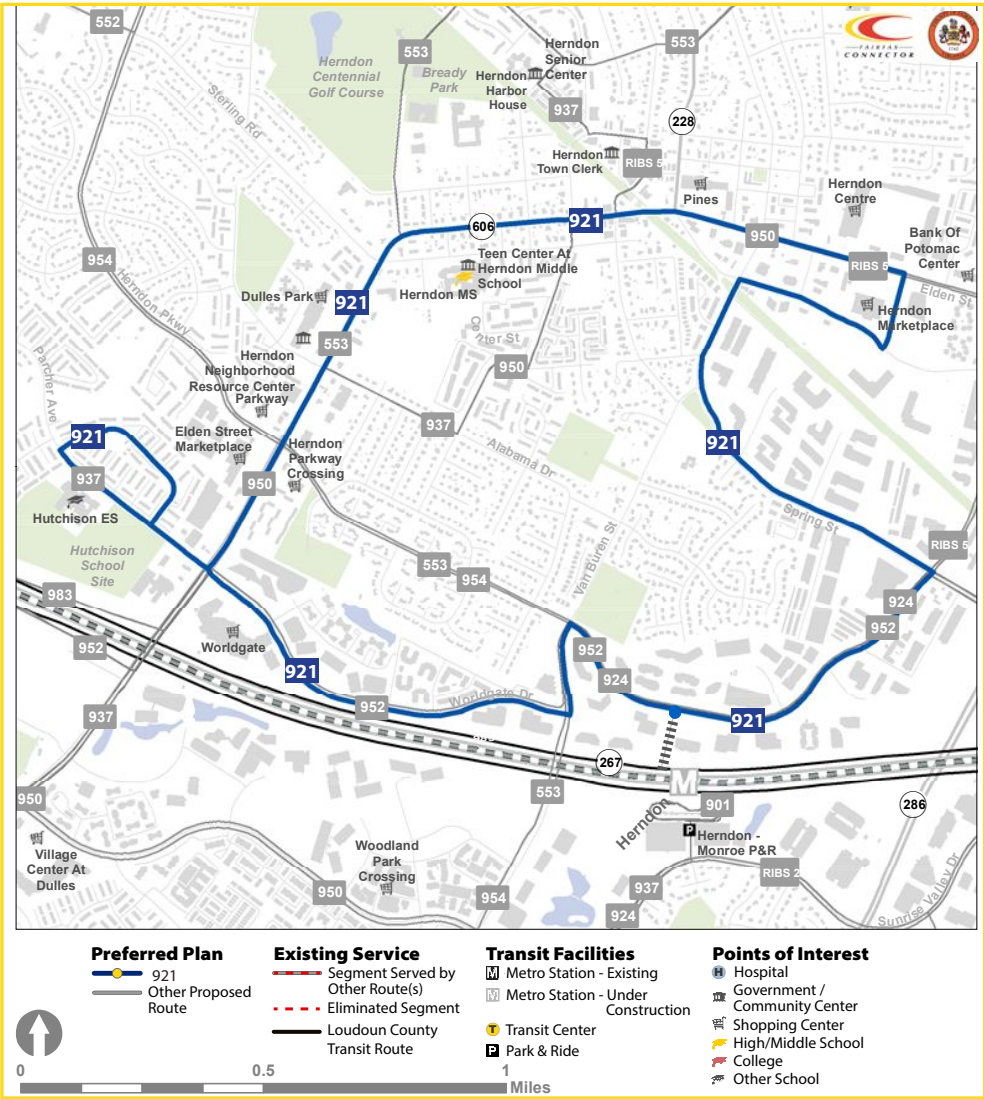 552
553
553
FAIRFAX
CONNECTOR
Herndon
Centennial
Golf Course
Bready
Park
Herndon
Senior
Center
Herndon
Harbor
House
Sterling Rd
937
228
Herndon
Town Clerk
RIBS 5
Pines
Herndon
Centre
606
921
950
Bank Of
Potomac
Center
954
Herndon Pkwy
Teen Center At
Herndon Middle
School
Herndon MS
RIBS 5
Elden St
Dulles Park
921
Herndon
Marketplace
553
Center St
Parcher Ave
Herndon
Neighborhood
Resource Center
Parkway
950
937
921
Elden Street
Marketplace
Herndon
Parkway
Crossing
Alabama Dr
921
937
950
Hutchison ES
Spring St
Hutchison
School
Site
Van Buren St
RIBS 5
553
954
983
924
952
Worldgate
952
952
921
924
Worldgate Dr
952
921
937
267
553
950
901
286
Herndon
Herndon -
Monroe P&R
Village
Center At
Dulles
Woodland
Park
Crossing
RIBS 2
950
954
937
924
Sunrise Valley Dr
Preferred Plan
921
Other Proposed
Route
Existing Service
Segment Served by
Other Route(s)
Eliminated Segment
Loudoun County
Transit Route
Transit Facilities
M Metro Station - Existing
M Metro Station - Under
Construction
T Transit Center
P Park & Ride
Points of Interest
H Hospital
Government /
Community Center
Shopping Center
High/Middle School
College
Other School
0 0.5 1
Miles